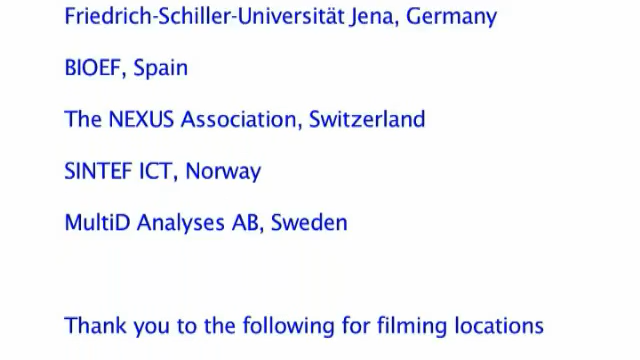 Friedrich-Schiller-Universität Jena, Germany
BIOEF, Spain
The NEXUS Association, Switzerland
SINTEF ICT, Norway
MultiD Analyses AB, Sweden
Thank you to the following for filming locations